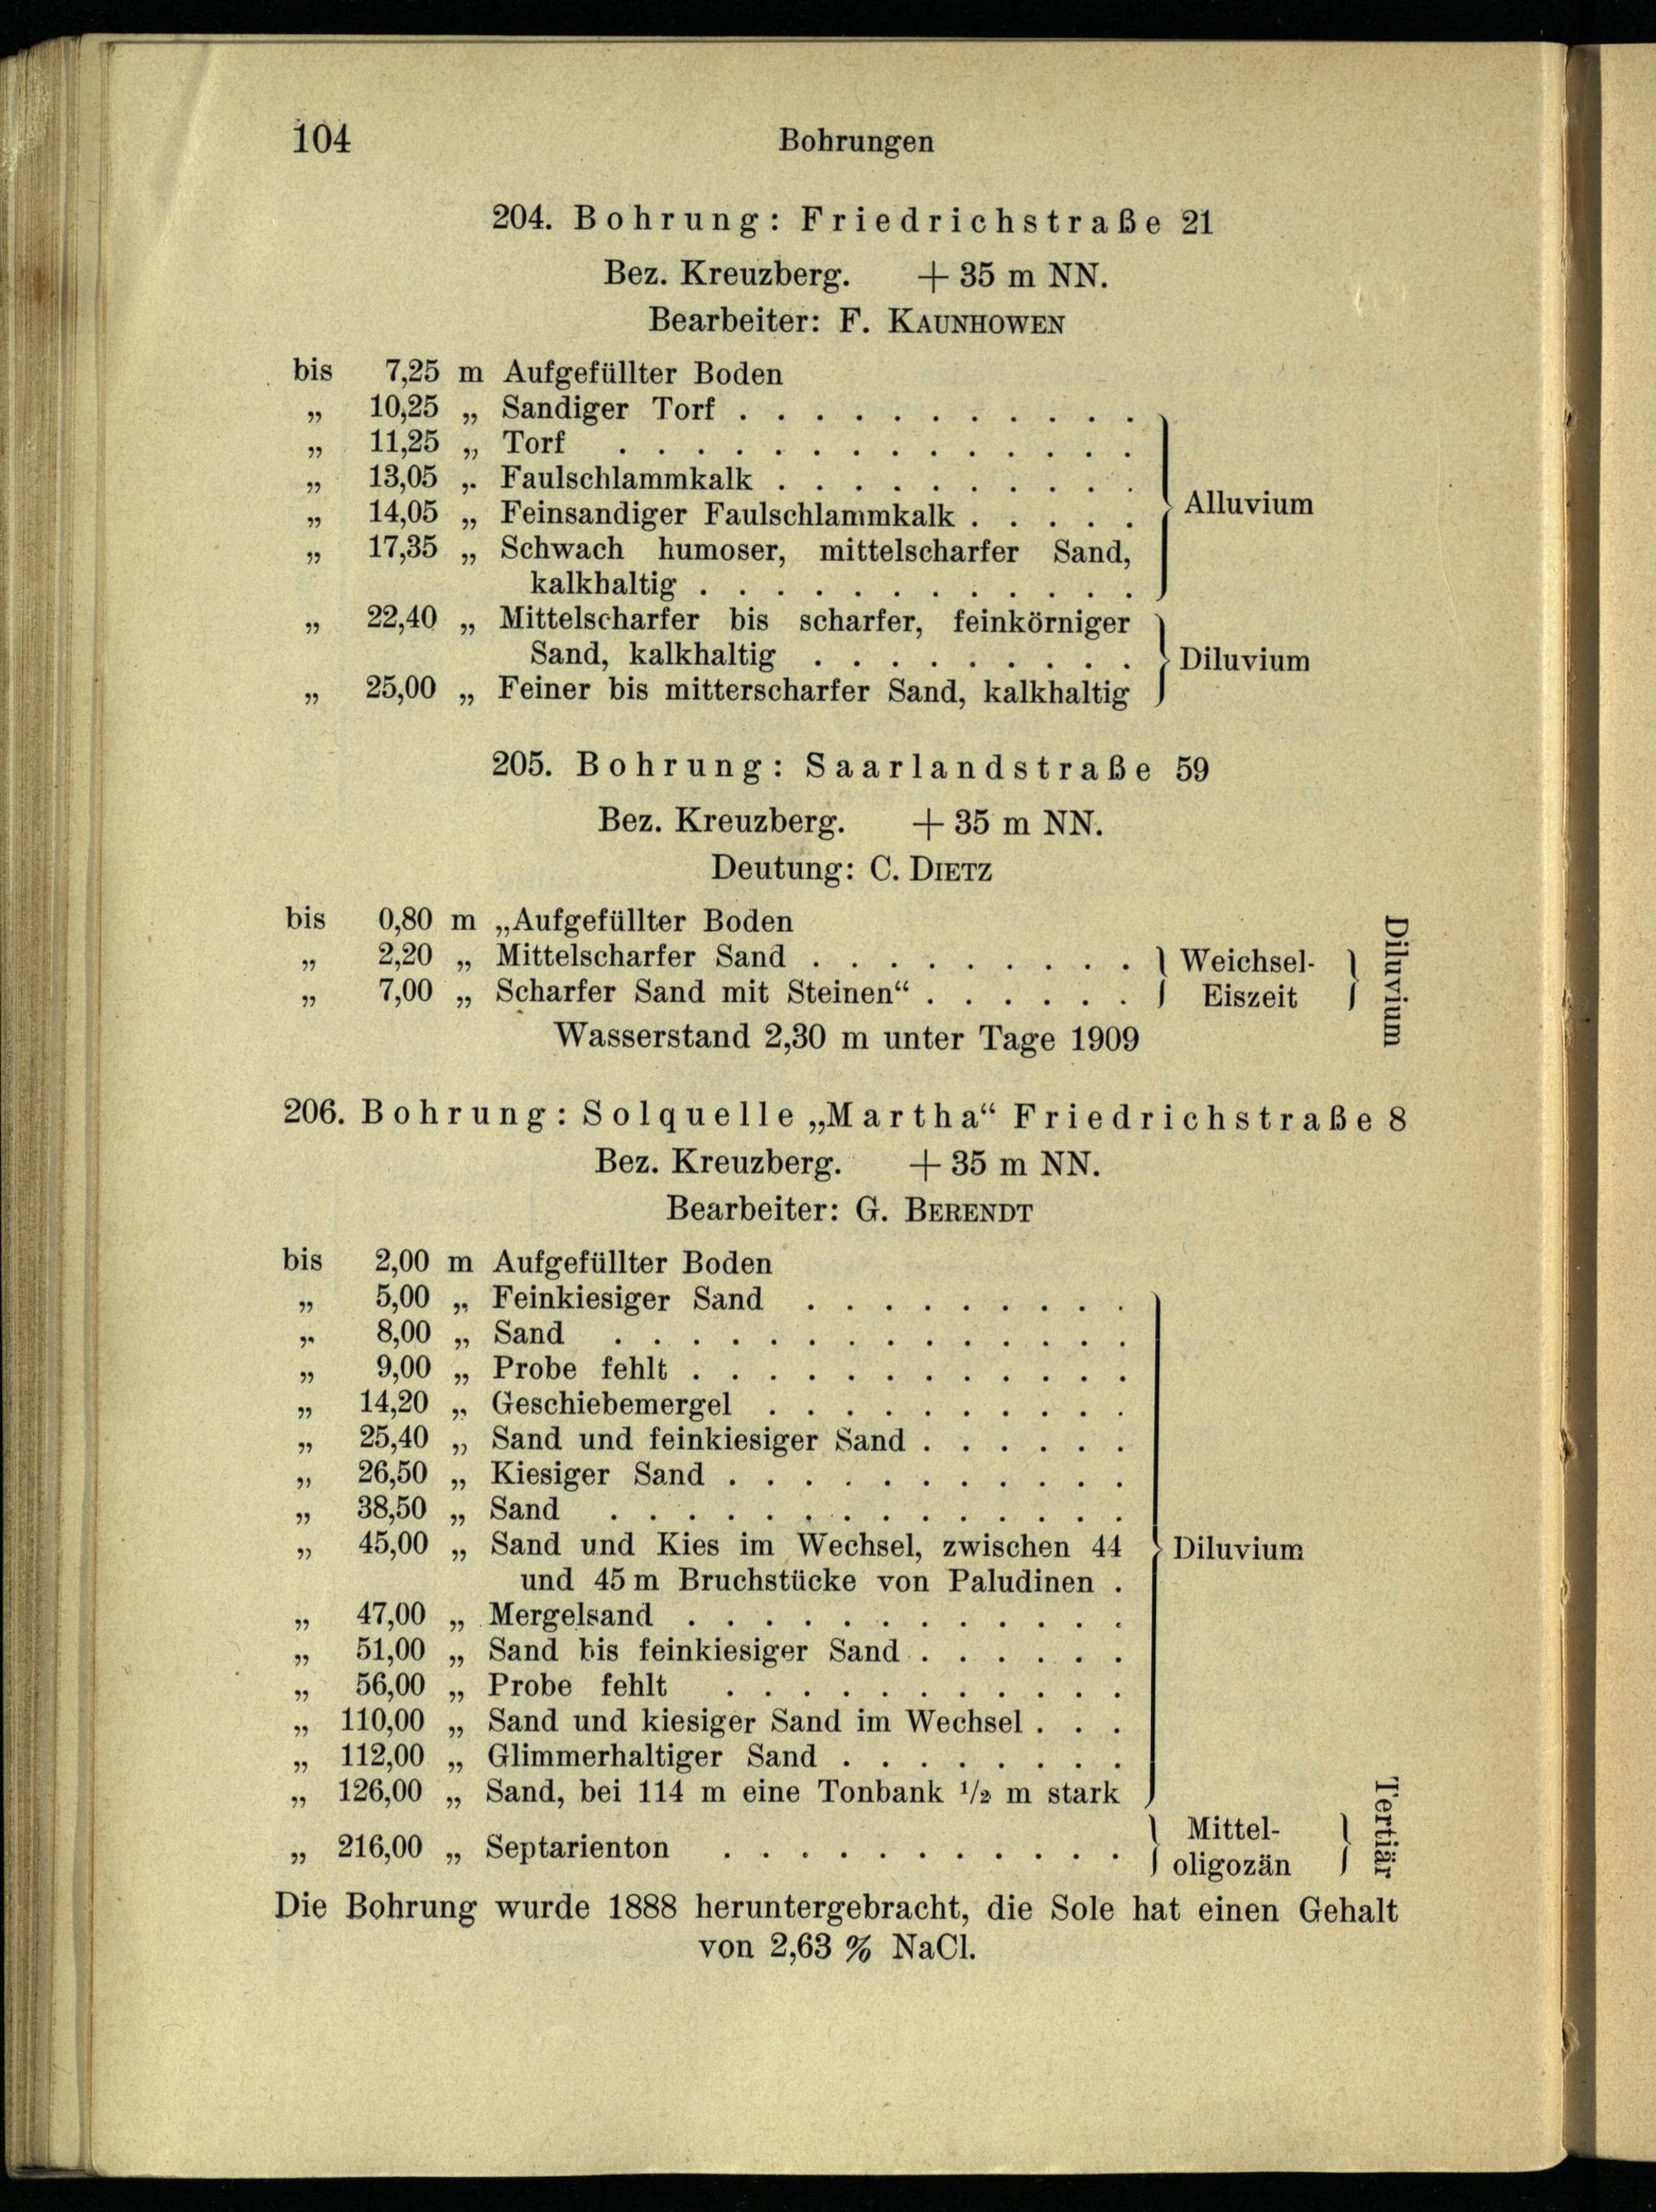 104
Bohrungen
204. Bohrung: Friedrichstraße 21
Bez. Kreuzberg. + 35 m NN.
Bearbeiter: F. KAUNHOWEN
bis 7,25 m Aufgefüllter Boden
„ 10,25 „ Sandiger Torf . . . . . . . . . . .
„ 11,25 „ Torf . . . . . . . . . . . . . .
„ 13,05 „ Faulschlammkalk . . . . . . . . . .
„ 14,05 „ Feinsandiger Faulschlammkalk . . . . . Alluvium
„ 17,35 „ Schwach humoser, mittelscharfer Sand,
kalkhaltig . . . . . . . . . . . .
„ 22,40 „ Mittelscharfer bis scharfer, feinkörniger
Sand, kalkhaltig . . . . . . . . . Diluvium
„ 25,00 „ Feiner bis mitterscharfer Sand, kalkhaltig
205. Bohrung: Saarlandstraße 59
Bez. Kreuzberg. + 35 m NN.
Deutung: C. DIETZ
bis 0,80 m „Aufgefüllter Boden
„ 2,20 „ Mittelscharfer Sand . . . . . . . . . Weichsel-
„ 7,00 „ Scharfer Sand mit Steinen“ . . . . . . Eiszeit
Diluvium
Wasserstand 2,30 m unter Tage 1909
206. Bohrung: Solquelle „Martha“ Friedrichstraße 8
Bez. Kreuzberg. + 35 m NN.
Bearbeiter: G. BERENDT
bis 2,00 m Aufgefüllter Boden
„ 5,00 „ Feinkiesiger Sand . . . . . . . . .
„ 8,00 „ Sand . . . . . . . . . . . . . .
„ 9,00 „ Probe fehlt . . . . . . . . . . . .
„ 14,20 „ Geschiebemergel . . . . . . . . . .
„ 25,40 „ Sand und feinkiesiger Sand . . . . . .
„ 26,50 „ Kiesiger Sand . . . . . . . . . . .
„ 38,50 „ Sand . . . . . . . . . . . . . .
„ 45,00 „ Sand und Kies im Wechsel, zwischen 44 Diluvium
und 45 m Bruchstücke von Paludinen .
„ 47,00 „ Mergelsand . . . . . . . . . . . .
„ 51,00 „ Sand bis feinkiesiger Sand . . . . . .
„ 56,00 „ Probe fehlt . . . . . . . . . . .
„ 110,00 „ Sand und kiesiger Sand im Wechsel . . .
„ 112,00 „ Glimmerhaltiger Sand . . . . . . . .
„ 126,00 „ Sand, bei 114 m eine Tonbank ½ m stark
„ 216,00 „ Septarienton . . . . . . . . . . . Mittel-
oligozän
Tertiär
Die Bohrung wurde 1888 heruntergebracht, die Sole hat einen Gehalt
von 2,63 % NaCl.